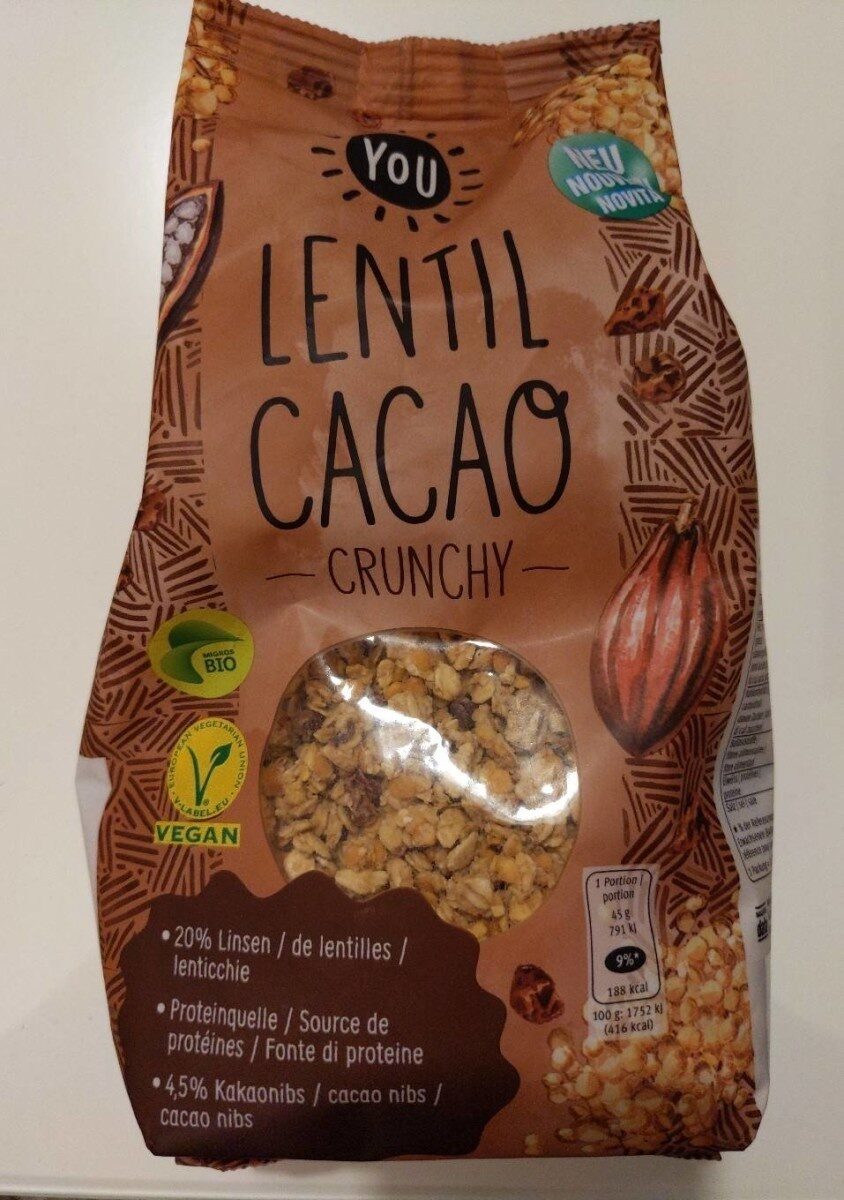 YOU
NEU
NOUVEAU
NOVITÀ
LENTIL
CACAO
— CRUNCHY —
MIGROS
BIO
EUROPEAN VEGETARIAN UNION
V-LABEL.EU
VEGAN
• 20% Linsen / de lentilles /
lenticchie
• Proteinquelle / Source de
protéines / Fonte di proteine
• 4,5% Kakaonibs / cacao nibs /
cacao nibs
1 Portion /
portion
45 g
791 kJ
9%*
188 kcal
100 g: 1752 kJ
(416 kcal)